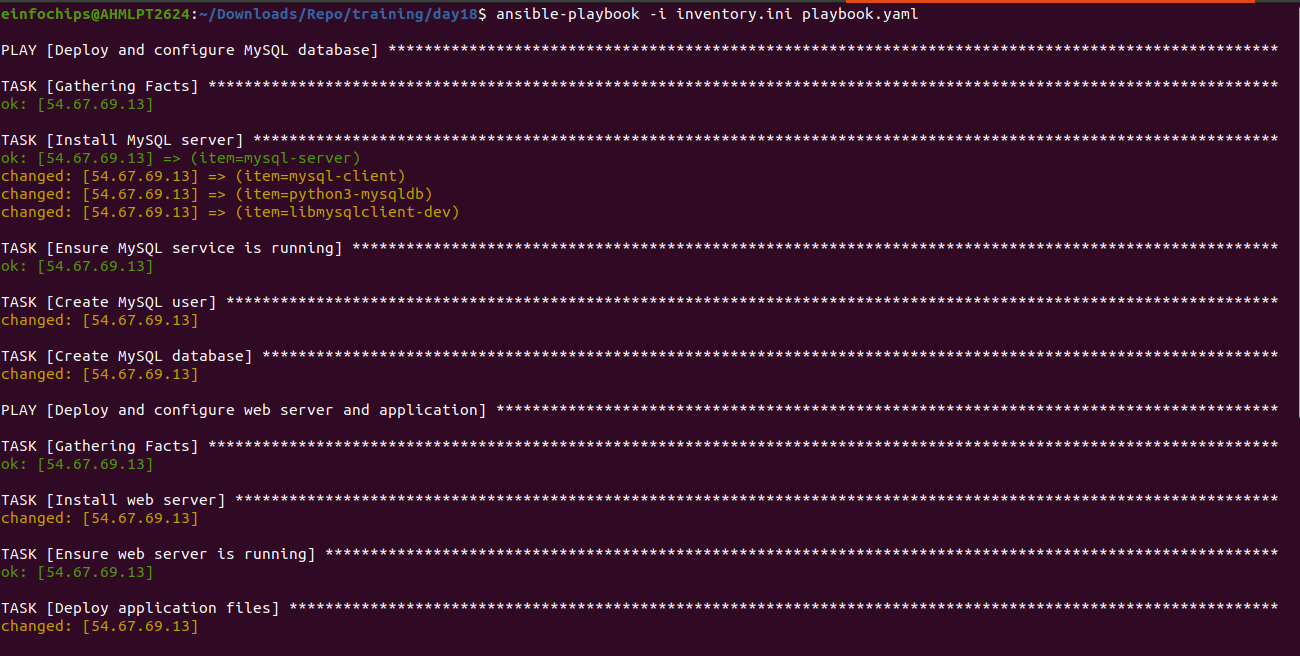 einfochips@AHMLPT2624:~/Downloads/Repo/training/day18$ ansible-playbook -i inventory.ini playbook.yaml
PLAY [Deploy and configure MySQL database] ***************************************************************************************************
TASK [Gathering Facts] ***********************************************************************************************************************
ok: [54.67.69.13]
TASK [Install MySQL server] ******************************************************************************************************************
ok: [54.67.69.13] => (item=mysql-server)
changed: [54.67.69.13] => (item=mysql-client)
changed: [54.67.69.13] => (item=python3-mysqldb)
changed: [54.67.69.13] => (item=libmysqlclient-dev)
TASK [Ensure MySQL service is running] *******************************************************************************************************
ok: [54.67.69.13]
TASK [Create MySQL user] *********************************************************************************************************************
changed: [54.67.69.13]
TASK [Create MySQL database] *****************************************************************************************************************
changed: [54.67.69.13]
PLAY [Deploy and configure web server and application] ***************************************************************************************
TASK [Gathering Facts] ***********************************************************************************************************************
ok: [54.67.69.13]
TASK [Install web server] ********************************************************************************************************************
changed: [54.67.69.13]
TASK [Ensure web server is running] **********************************************************************************************************
ok: [54.67.69.13]
TASK [Deploy application files] **************************************************************************************************************
changed: [54.67.69.13]